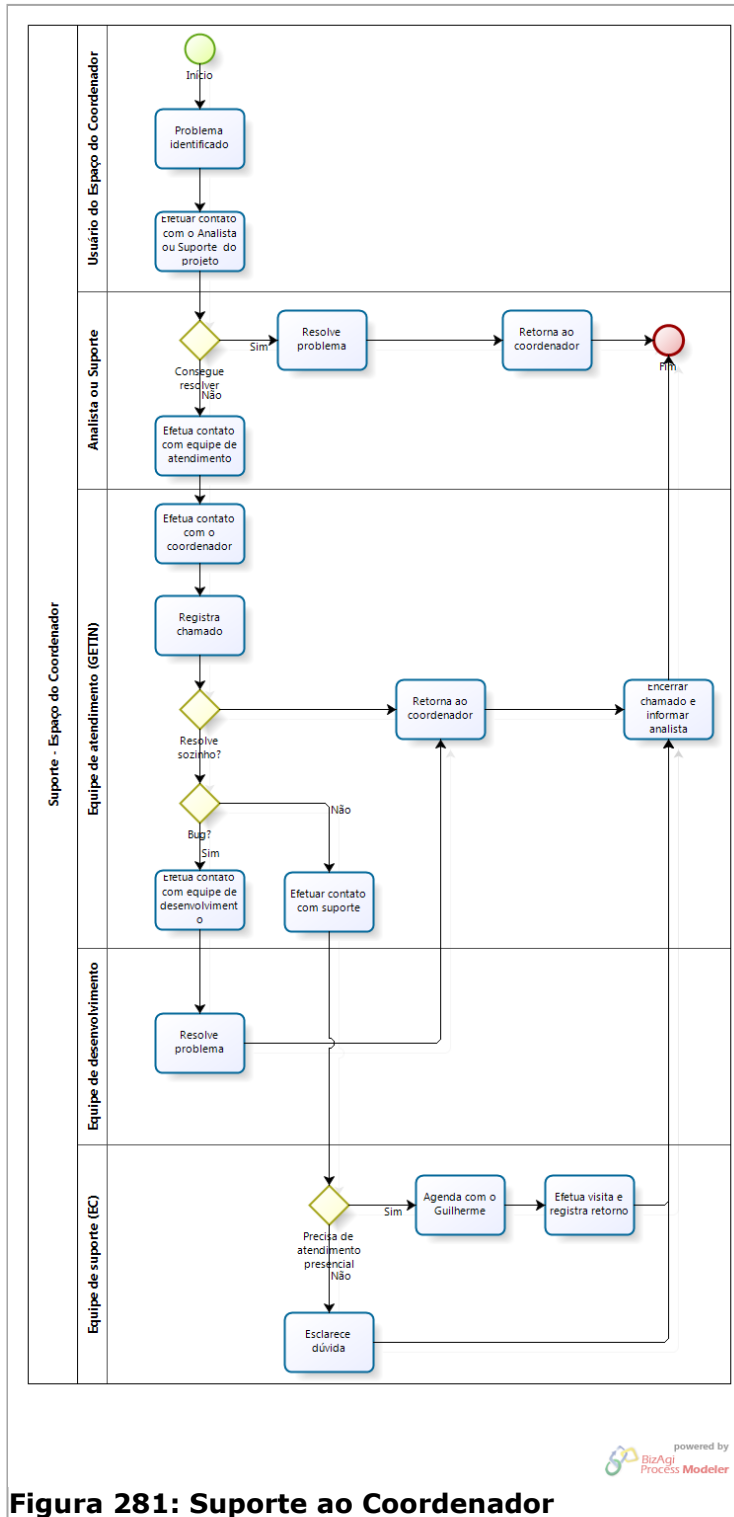 Suporte - Espaço do Coordenador
Usuário do Espaço do Coordenador
Início
Problema
identificado
Efetuar contato
com o Analista
ou Suporte do
projeto
Analista ou Suporte
Consegue
resolver
Sim
Não
Resolve
problema
Retorna ao
coordenador
Fim
Efetua contato
com equipe de
atendimento
Equipe de atendimento (GETIN)
Efetua contato
com o
coordenador
Registra
chamado
Resolve
sozinho?
Retorna ao
coordenador
Encerrar
chamado e
informar
analista
Bug?
Não
Sim
Efetua contato
com equipe de
desenvolviment
o
Efetuar contato
com suporte
Equipe de desenvolvimento
Resolve
problema
Equipe de suporte (EC)
Precisa de
atendimento
presencial
Sim
Não
Agenda com o
Guilherme
Efetua visita e
registra retorno
Esclarece
dúvida
powered by
BizAgi
Process Modeler
Figura 281: Suporte ao Coordenador